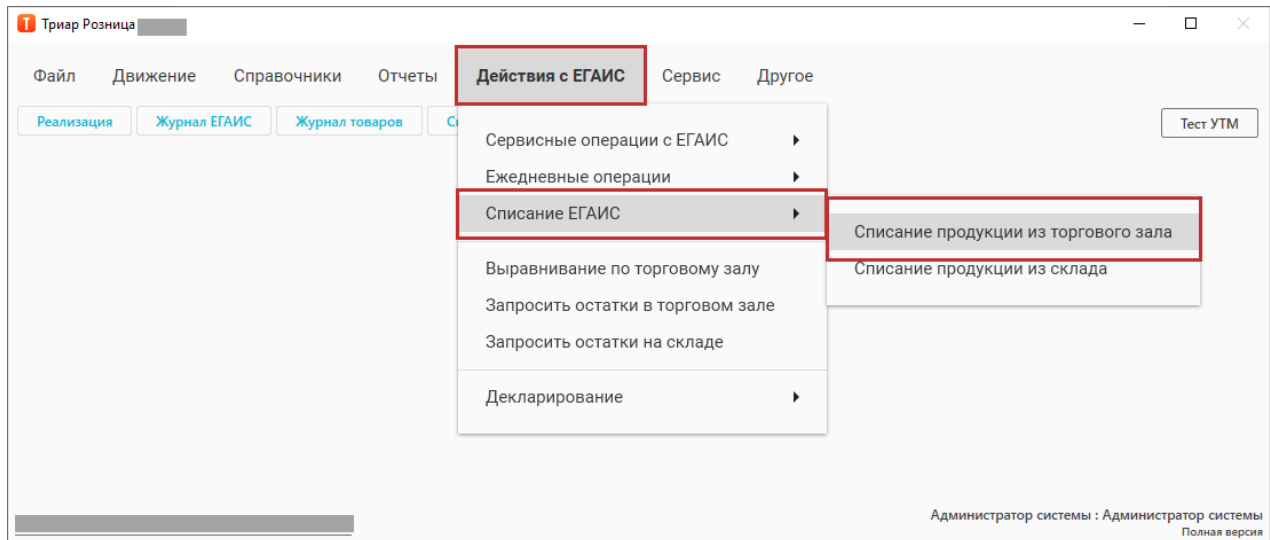 Триар Розница
Файл Движение Справочники Отчеты Действия с ЕГАИС Сервис Другое
Реализация Журнал ЕГАИС Журнал товаров Тест УТМ
Сервисные операции с ЕГАИС
Ежедневные операции
Списание ЕГАИС
Списание продукции из торгового зала
Списание продукции из склада
Выравнивание по торговому залу
Запросить остатки в торговом зале
Запросить остатки на складе
Декларирование
Администратор системы : Администратор системы
Полная версия